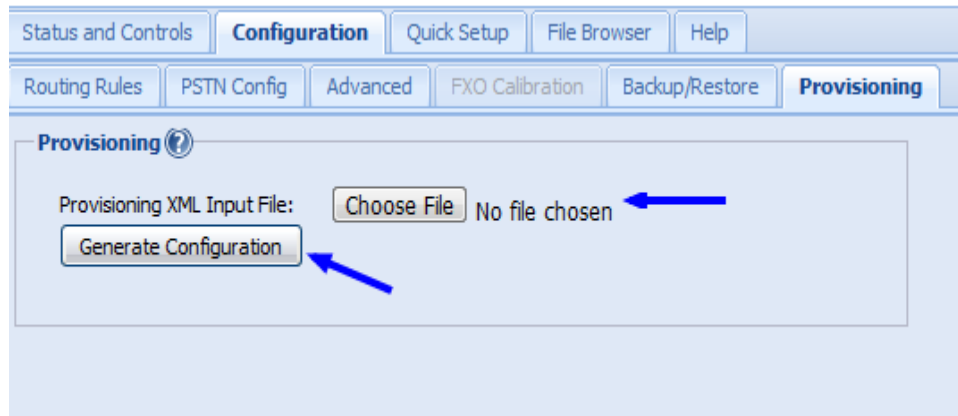 Status and Controls Configuration Quick Setup File Browser Help
Routing Rules PSTN Config Advanced FXO Calibration Backup/Restore Provisioning
Provisioning ?
Provisioning XML Input File: Choose File No file chosen
Generate Configuration